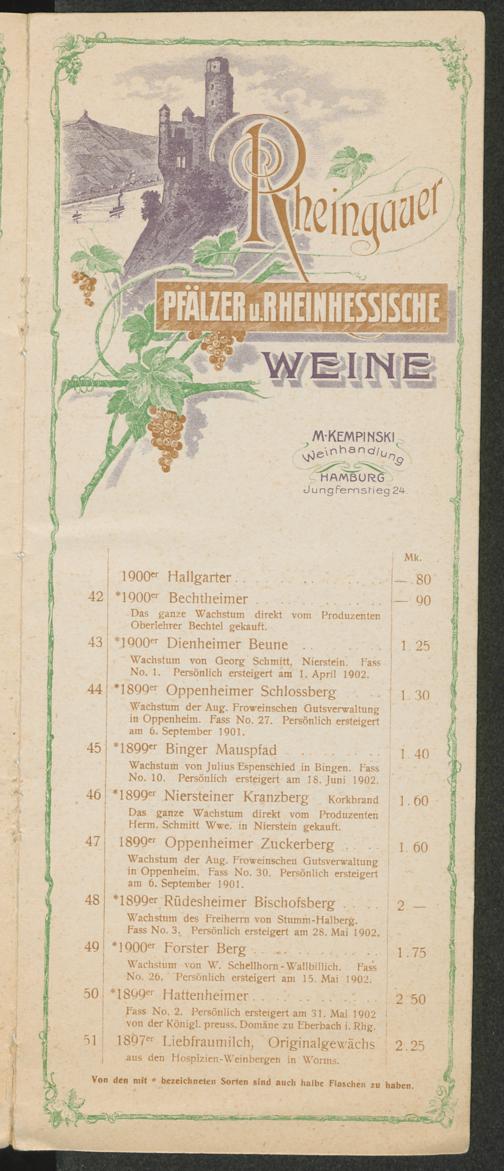 Rheingauer
PFÄLZER u. RHEINHESSISCHE
WEINE
M. KEMPINSKI
Weinhandlung
HAMBURG
Jungfernstieg 24
Mk.
1900er Hallgarter — 80
42 *1900er Bechtheimer — 90
Das ganze Wachstum direkt vom Produzenten
Oberlehrer Bechtel gekauft.
43 *1900er Dienheimer Beune 1. 25
Wachstum von Georg Schmitt, Nierstein. Fass
No. 1. Persönlich ersteigert am 1. April 1902.
44 *1899er Oppenheimer Schlossberg 1. 30
Wachstum der Aug. Froweinschen Gutsverwaltung
in Oppenheim. Fass No. 27. Persönlich ersteigert
am 6. September 1901.
45 *1899er Binger Mauspfad 1. 40
Wachstum von Julius Espenschied in Bingen. Fass
No. 10. Persönlich ersteigert am 18. Juni 1902.
46 *1899er Niersteiner Kranzberg Korkbrand 1. 60
Das ganze Wachstum direkt vom Produzenten
Herm. Schmitt Wwe. in Nierstein gekauft.
47 1899er Oppenheimer Zuckerberg 1. 60
Wachstum der Aug. Froweinschen Gutsverwaltung
in Oppenheim. Fass No. 30. Persönlich ersteigert
am 6. September 1901.
48 *1899er Rüdesheimer Bischofsberg 2 —
Wachstum des Freiherrn von Stumm-Halberg.
Fass No. 3. Persönlich ersteigert am 28. Mai 1902.
49 *1900er Forster Berg 1.75
Wachstum von W. Schellhorn-Wallbillich. Fass
No. 26. Persönlich ersteigert am 15. Mai 1902.
50 *1899er Hattenheimer 2 50
Fass No. 2. Persönlich ersteigert am 31. Mai 1902
von der Königl. preuss. Domäne zu Eberbach i. Rhg.
51 1897er Liebfraumilch, Originalgewächs 2.25
aus den Hospizien-Weinbergen in Worms.
Von den mit * bezeichneten Sorten sind auch halbe Flaschen zu haben.